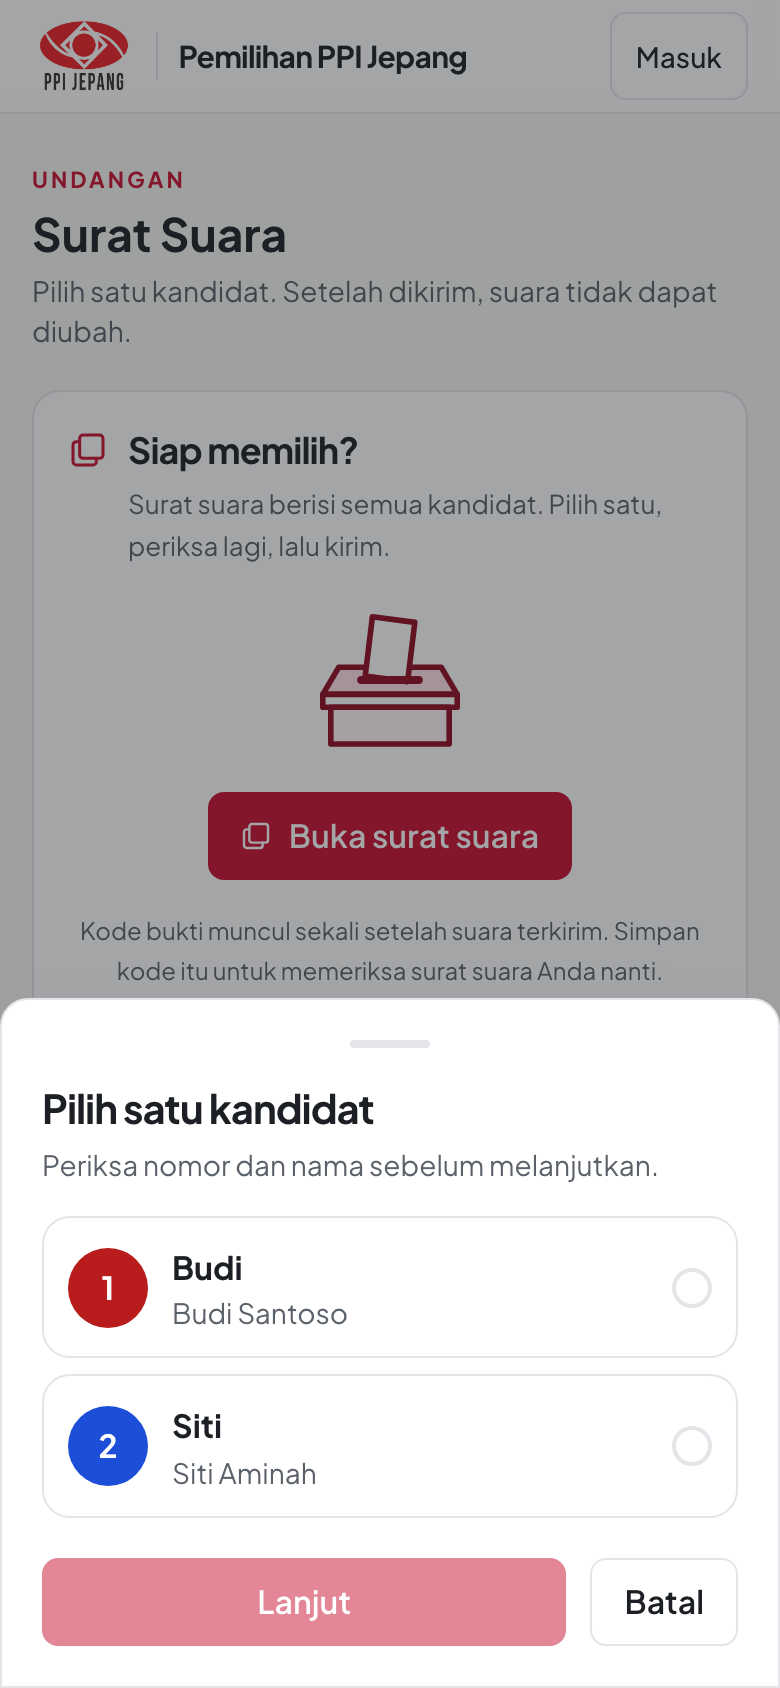 PPI JEPANG
Pemilihan PPI Jepang
Masuk
UNDANGAN
Surat Suara
Pilih satu kandidat. Setelah dikirim, suara tidak dapat
diubah.
Siap memilih?
Surat suara berisi semua kandidat. Pilih satu,
periksa lagi, lalu kirim.
Buka surat suara
Kode bukti muncul sekali setelah suara terkirim. Simpan
kode itu untuk memeriksa surat suara Anda nanti.
Pilih satu kandidat
Periksa nomor dan nama sebelum melanjutkan.
1
Budi
Budi Santoso
2
Siti
Siti Aminah
Lanjut
Batal